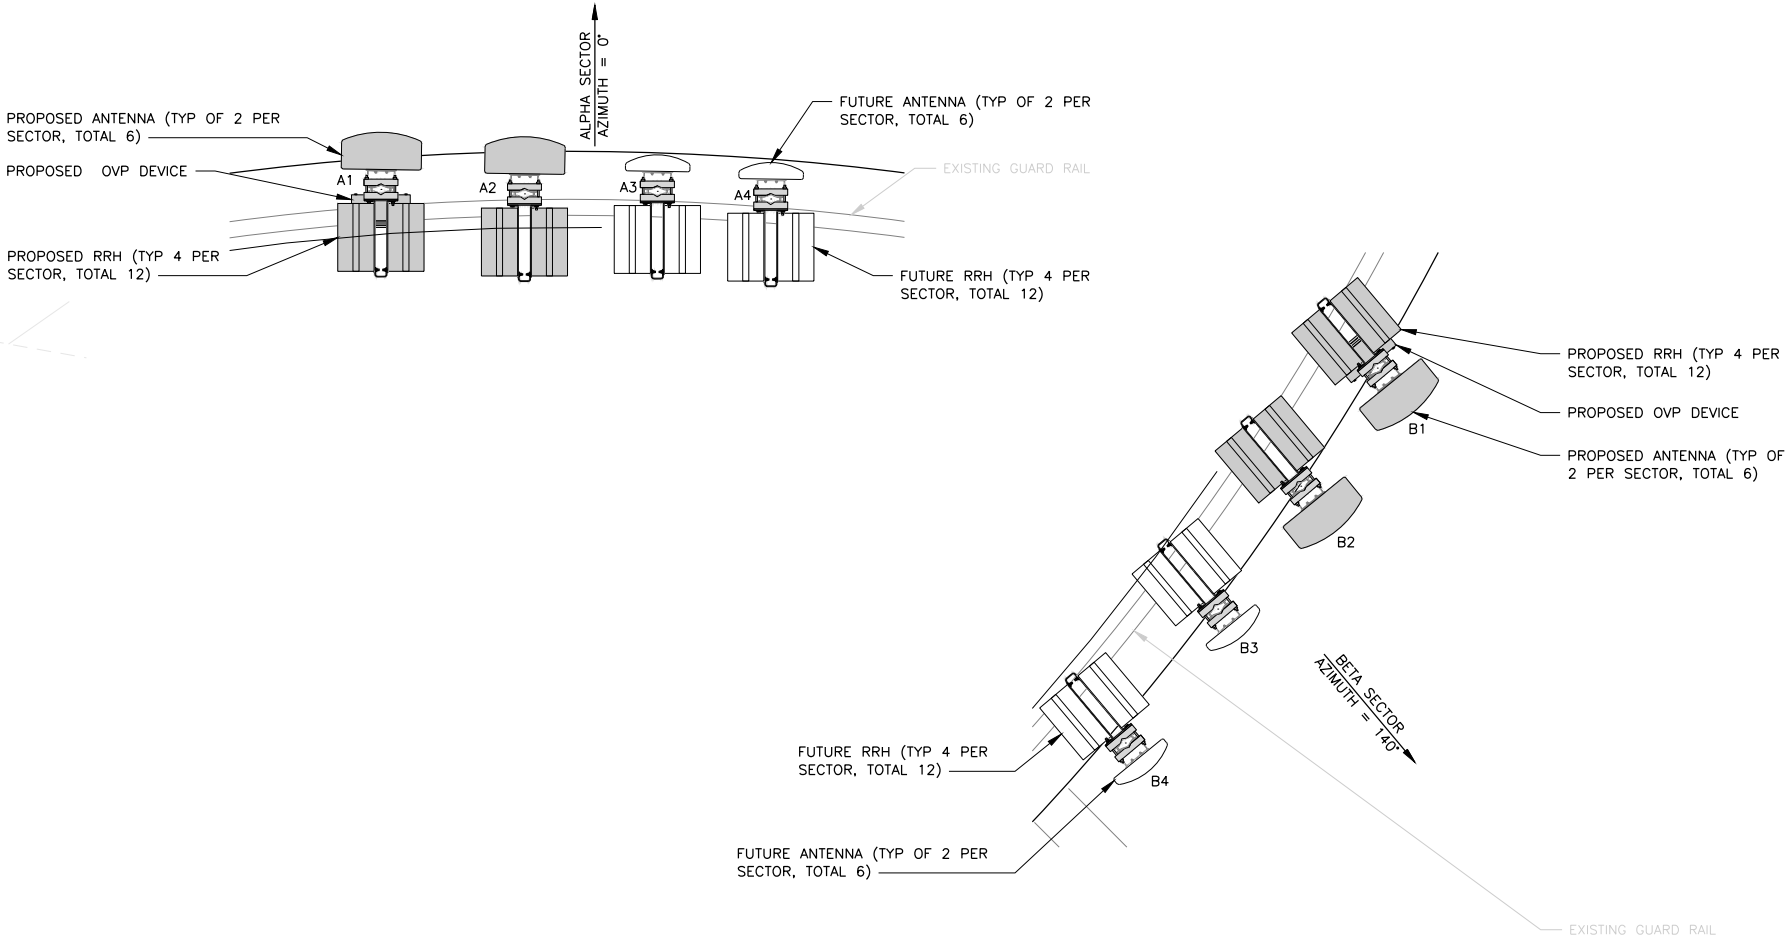 ALPHA SECTOR
AZIMUTH = 0°
PROPOSED ANTENNA (TYP OF 2 PER
SECTOR, TOTAL 6)
PROPOSED OVP DEVICE
PROPOSED RRH (TYP 4 PER
SECTOR, TOTAL 12)
A1
A2
A3
A4
FUTURE ANTENNA (TYP OF 2 PER
SECTOR, TOTAL 6)
EXISTING GUARD RAIL
FUTURE RRH (TYP 4 PER
SECTOR, TOTAL 12)
PROPOSED RRH (TYP 4 PER
SECTOR, TOTAL 12)
PROPOSED OVP DEVICE
PROPOSED ANTENNA (TYP OF
2 PER SECTOR, TOTAL 6)
B1
B2
B3
B4
BETA SECTOR
AZIMUTH = 140°
FUTURE RRH (TYP 4 PER
SECTOR, TOTAL 12)
FUTURE ANTENNA (TYP OF 2 PER
SECTOR, TOTAL 6)
EXISTING GUARD RAIL